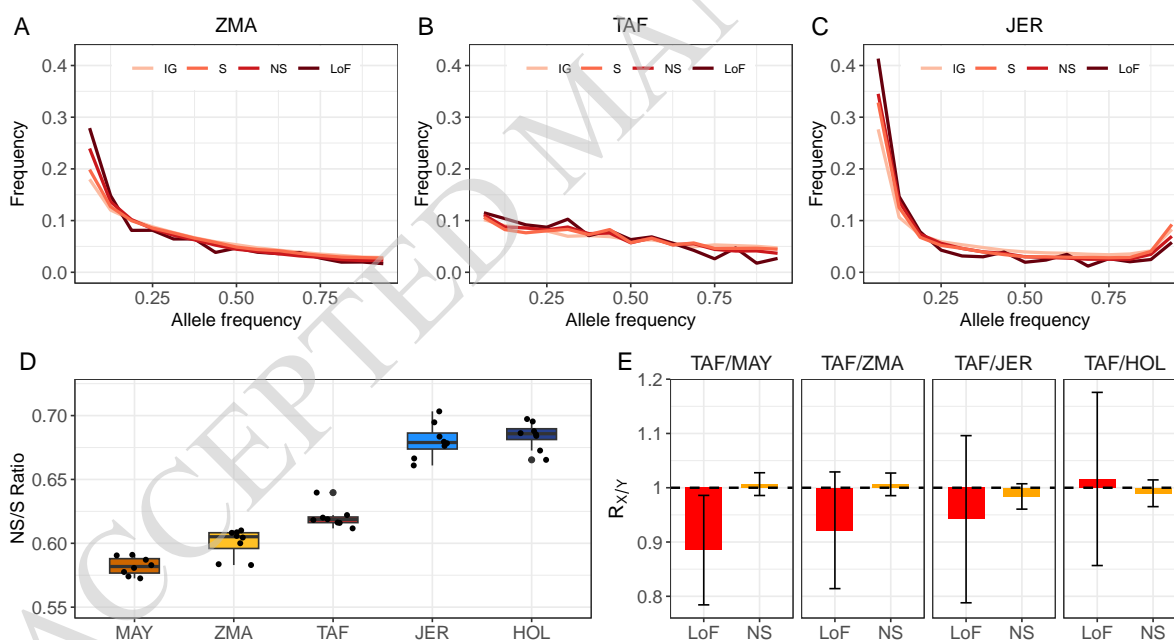 A ZMA
B TAF
C JER
IG S NS LoF
IG S NS LoF
IG S NS LoF
Frequency
0.4
0.3
0.2
0.1
0.0
0.25 0.50 0.75
Allele frequency
Frequency
0.4
0.3
0.2
0.1
0.0
0.25 0.50 0.75
Allele frequency
Frequency
0.4
0.3
0.2
0.1
0.0
0.25 0.50 0.75
Allele frequency
D
NS/S Ratio
0.70
0.65
0.60
0.55
MAY ZMA TAF JER HOL
E TAF/MAY TAF/ZMA TAF/JER TAF/HOL
RX/Y
1.2
1.1
1
0.9
0.8
LoF NS LoF NS LoF NS LoF NS
ACCEPTED MA